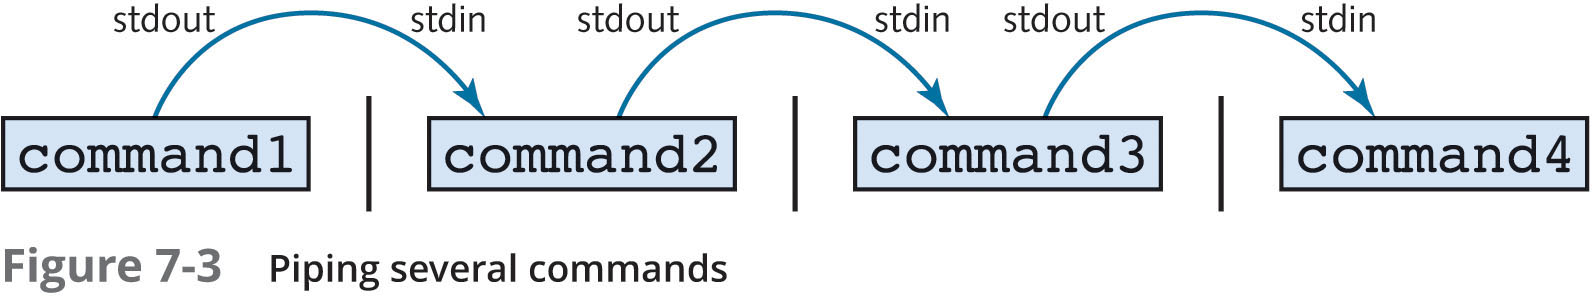 stdout stdin stdout stdin stdout stdin
command1 | command2 | command3 | command4
Figure 7-3 Piping several commands